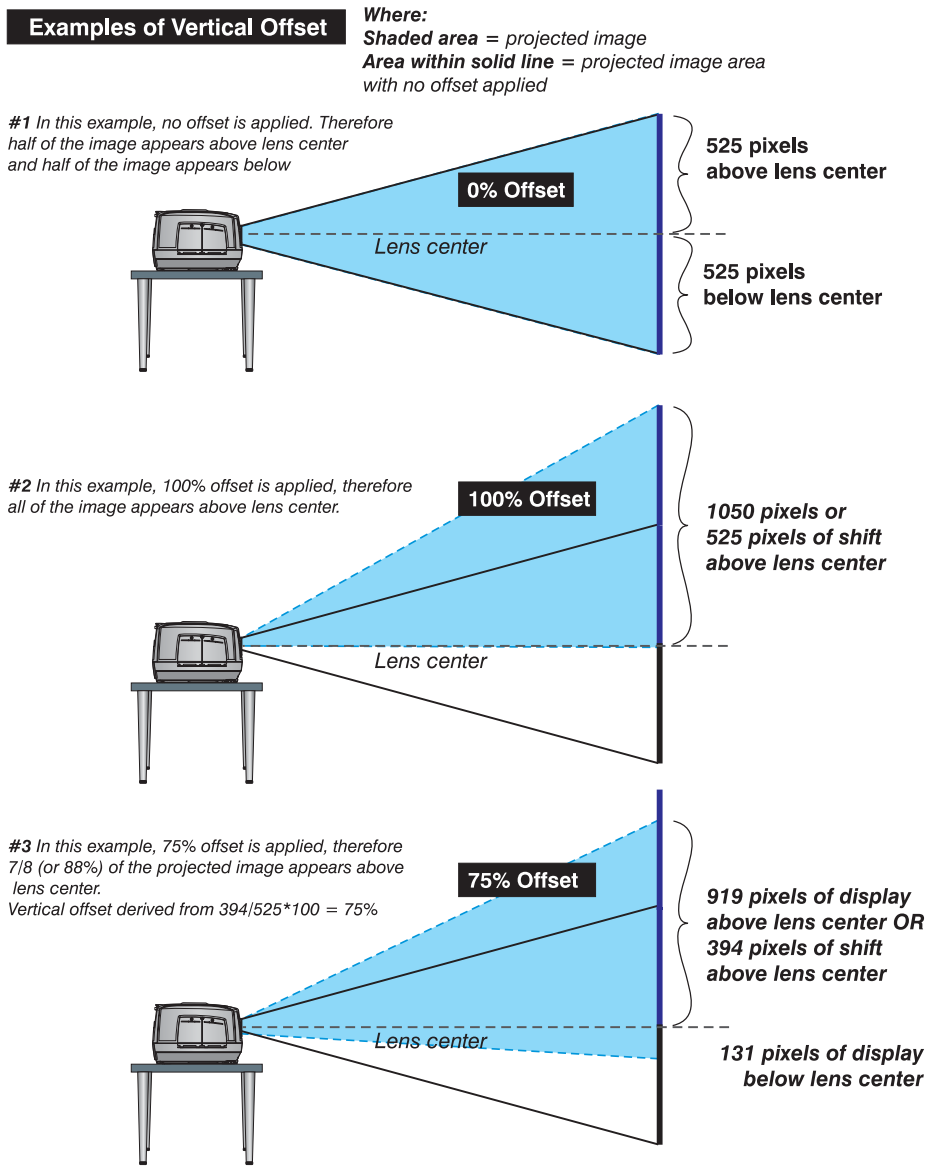 Examples of Vertical Offset
Where:
Shaded area = projected image
Area within solid line = projected image area
with no offset applied
#1 In this example, no offset is applied. Therefore
half of the image appears above lens center
and half of the image appears below
0% Offset
Lens center
525 pixels
above lens center
525 pixels
below lens center
#2 In this example, 100% offset is applied, therefore
all of the image appears above lens center.
100% Offset
Lens center
1050 pixels or
525 pixels of shift
above lens center
#3 In this example, 75% offset is applied, therefore
7/8 (or 88%) of the projected image appears above
lens center.
Vertical offset derived from 394/525*100 = 75%
75% Offset
Lens center
919 pixels of display
above lens center OR
394 pixels of shift
above lens center
131 pixels of display
below lens center